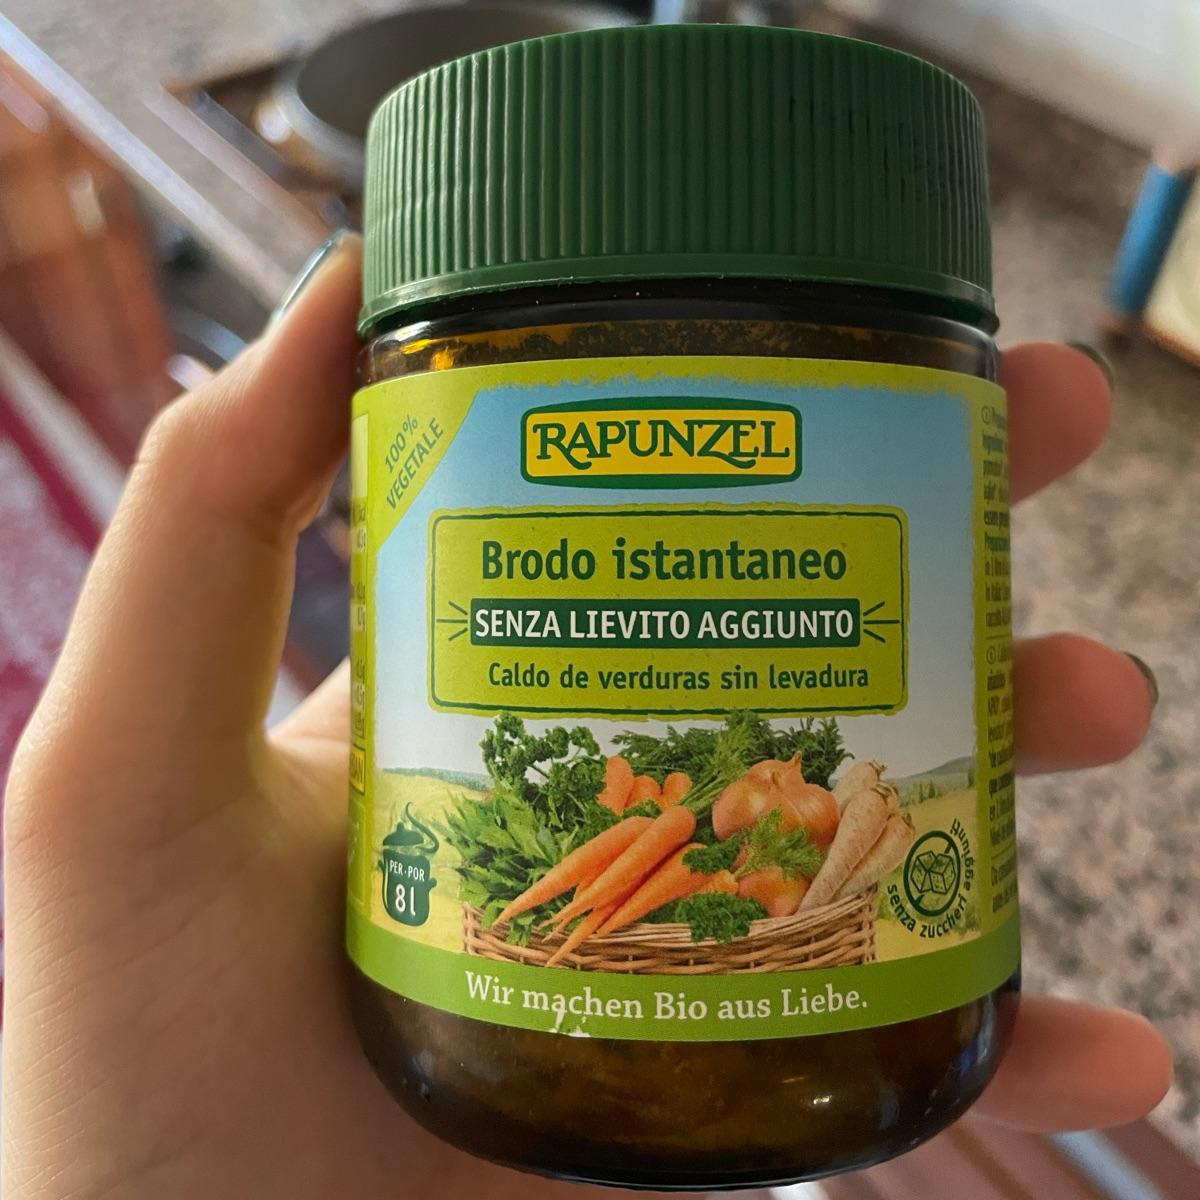 100%
VEGETALE
RAPUNZEL
Brodo istantaneo
SENZA LIEVITO AGGIUNTO
Caldo de verduras sin levadura
PER·POR
8 l
senza zuccheri aggiunti
Wir machen Bio aus Liebe.